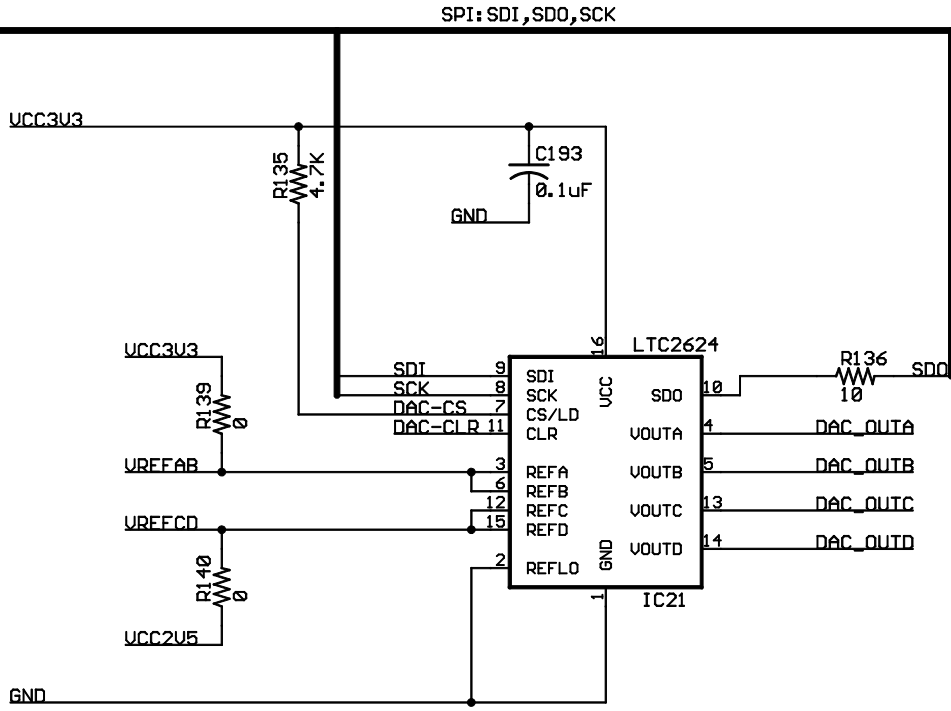 SPI:SDI,SDO,SCK
VCC3V3
R135
4.7K
C193
0.1uF
GND
VCC3V3
R139
0
SDI
SCK
DAC-CS
DAC-CLR
VREFAB
VREFCD
R140
0
VCC2V5
GND
16
LTC2624
9
8
7
11
3
6
12
15
2
SDI
SCK
CS/LD
CLR
REFA
REFB
REFC
REFD
REFLO
VCC
GND
SDO
VOUTA
VOUTB
VOUTC
VOUTD
10
4
5
13
14
1
IC21
R136
10
SDO
DAC_OUTA
DAC_OUTB
DAC_OUTC
DAC_OUTD